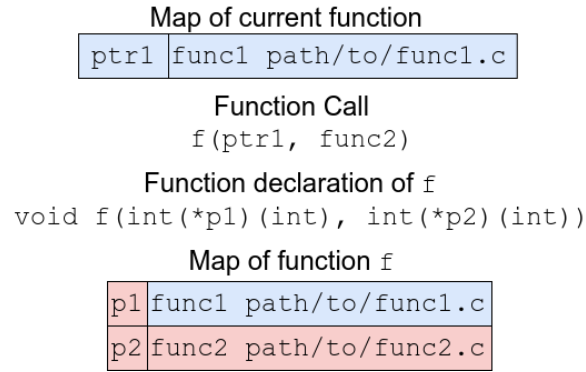 Map of current function
ptr1 func1 path/to/func1.c
Function Call
f(ptr1, func2)
Function declaration of f
void f(int(*p1)(int), int(*p2)(int))
Map of function f
p1 func1 path/to/func1.c
p2 func2 path/to/func2.c